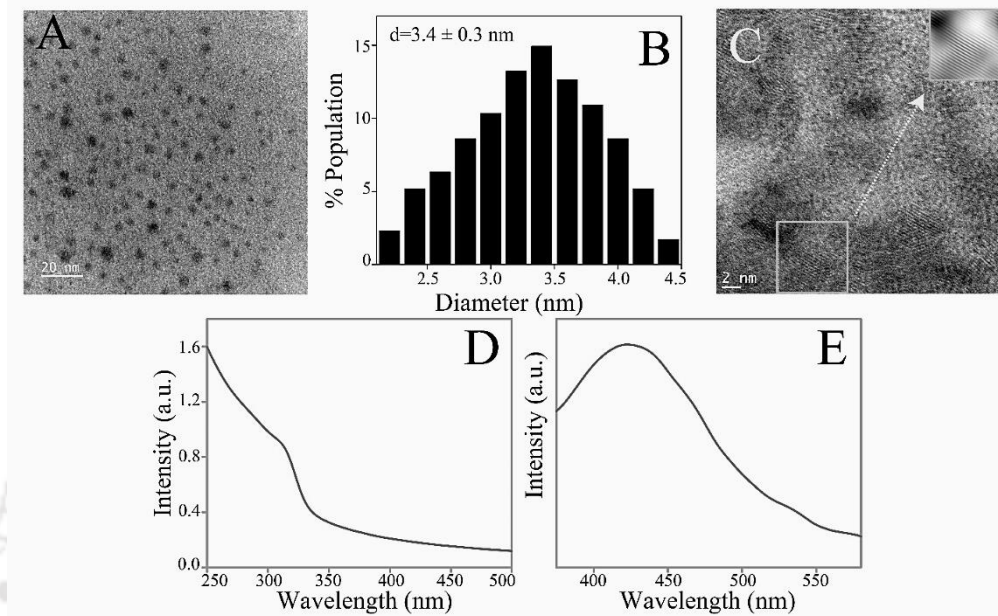 A
20 nm
d=3.4 ± 0.3 nm
B
15
10
5
0
% Population
2.5 3.0 3.5 4.0 4.5
Diameter (nm)
C
2 nm
D
1.6
1.2
0.8
0.4
0.0
Intensity (a.u.)
250 300 350 400 450 500
Wavelength (nm)
E
Intensity (a.u.)
400 450 500 550
Wavelength (nm)